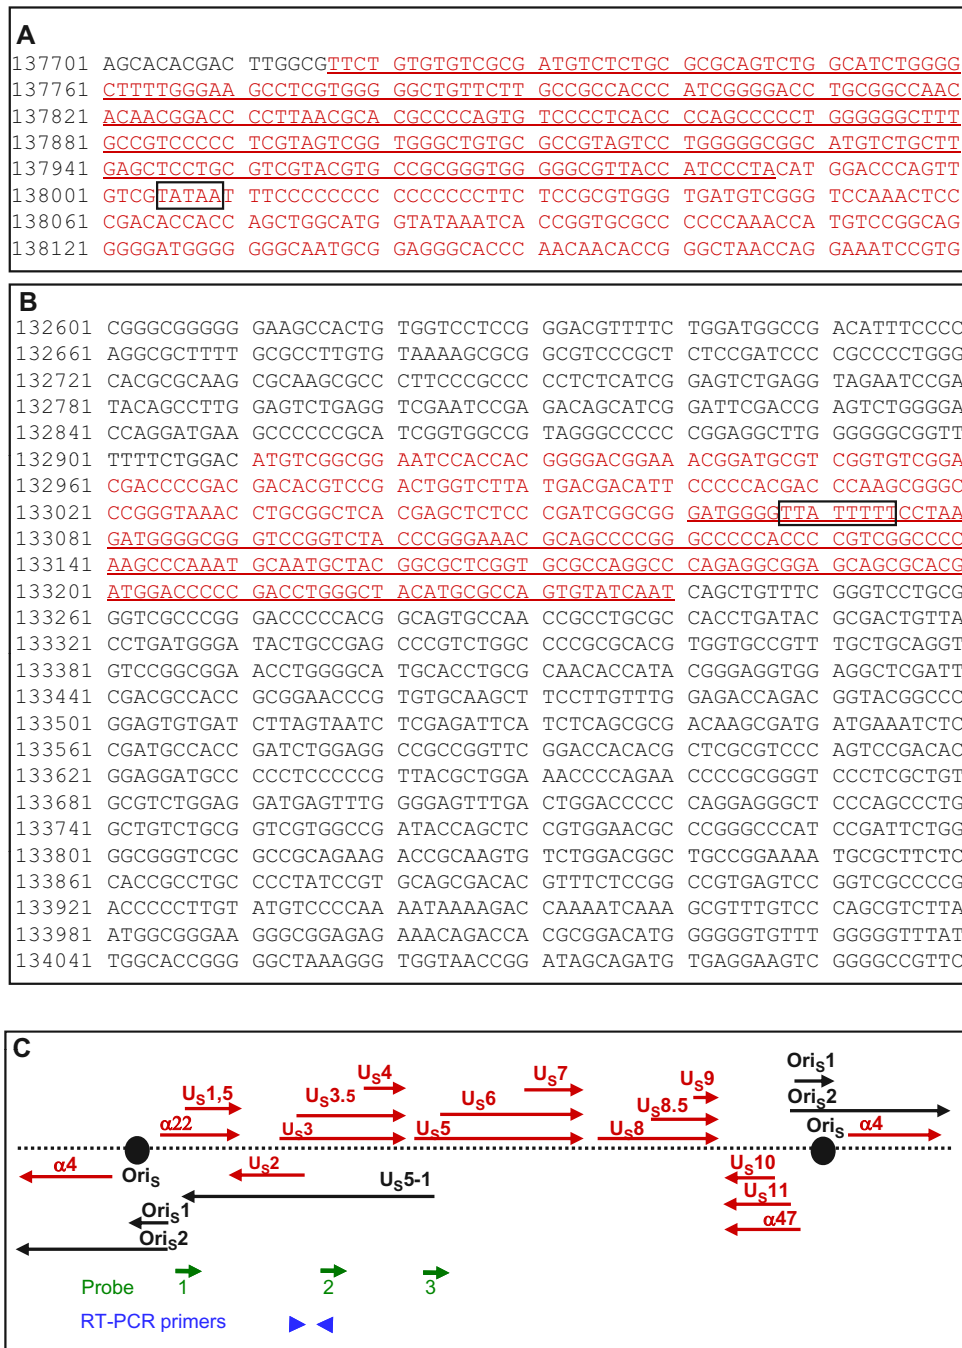 A
137701 AGCACACGAC TTGGCGTTCT GTGTGTCGCG ATGTCTCTGC GCGCAGTCTG GCATCTGGGG
137761 CTTTTGGGAA GCCTCGTGGG GGCTGTTCTT GCCGCCACCC ATCGGGGACC TGCGGCCAAC
137821 ACAACGGACC CCTTAACGCA CGCCCCAGTG TCCCCTCACC CCAGCCCCCT GGGGGGCTTT
137881 GCCGTCCCCC TCGTAGTCGG TGGGCTGTGC GCCGTAGTCC TGGGGGCGGC ATGTCTGCTT
137941 GAGCTCCTGC GTCGTACGTG CCGCGGGTGG GGGCGTTACC ATCCCTACAT GGACCCAGTT
138001 GTCGTATAAT TTCCCCCCCC CCCCCCCTTC TCCGCGTGGG TGATGTCGGG TCCAAACTCC
138061 CGACACCACC AGCTGGCATG GTATAAATCA CCGGTGCGCC CCCCAAACCA TGTCCGGCAG
138121 GGGGATGGGG GGGCAATGCG GAGGGCACCC AACAACACCG GGCTAACCAG GAAATCCGTG
B
132601 CGGGCGGGGG GAAGCCACTG TGGTCCTCCG GGACGTTTTC TGGATGGCCG ACATTTCCCC
132661 AGGCGCTTTT GCGCCTTGTG TAAAAGCGCG GCGTCCCGCT CTCCGATCCC CGCCCCTGGG
132721 CACGCGCAAG CGCAAGCGCC CTTCCCGCCC CCTCTCATCG GAGTCTGAGG TAGAATCCGA
132781 TACAGCCTTG GAGTCTGAGG TCGAATCCGA GACAGCATCG GATTCGACCG AGTCTGGGGA
132841 CCAGGATGAA GCCCCCCGCA TCGGTGGCCG TAGGGCCCCC CGGAGGCTTG GGGGGCGGTT
132901 TTTTCTGGAC ATGTCGGCGG AATCCACCAC GGGGACGGAA ACGGATGCGT CGGTGTCGGA
132961 CGACCCCGAC GACACGTCCG ACTGGTCTTA TGACGACATT CCCCCACGAC CCAAGCGGGC
133021 CCGGGTAAAC CTGCGGCTCA CGAGCTCTCC CGATCGGCGG GATGGGGTTA TTTTTCCTAA
133081 GATGGGGCGG GTCCGGTCTA CCCGGGAAAC GCAGCCCCGG GCCCCCACCC CGTCGGCCCC
133141 AAGCCCAAAT GCAATGCTAC GGCGCTCGGT GCGCCAGGCC CAGAGGCGGA GCAGCGCACG
133201 ATGGACCCCC GACCTGGGCT ACATGCGCCA GTGTATCAAT CAGCTGTTTC GGGTCCTGCG
133261 GGTCGCCCGG GACCCCCACG GCAGTGCCAA CCGCCTGCGC CACCTGATAC GCGACTGTTA
133321 CCTGATGGGA TACTGCCGAG CCCGTCTGGC CCCGCGCACG TGGTGCCGTT TGCTGCAGGT
133381 GTCCGGCGGA ACCTGGGGCA TGCACCTGCG CAACACCATA CGGGAGGTGG AGGCTCGATT
133441 CGACGCCACC GCGGAACCCG TGTGCAAGCT TCCTTGTTTG GAGACCAGAC GGTACGGCCC
133501 GGAGTGTGAT CTTAGTAATC TCGAGATTCA TCTCAGCGCG ACAAGCGATG ATGAAATCTC
133561 CGATGCCACC GATCTGGAGG CCGCCGGTTC GGACCACACG CTCGCGTCCC AGTCCGACAC
133621 GGAGGATGCC CCCTCCCCCG TTACGCTGGA AACCCCAGAA CCCCGCGGGT CCCTCGCTGT
133681 GCGTCTGGAG GATGAGTTTG GGGAGTTTGA CTGGACCCCC CAGGAGGGCT CCCAGCCCTG
133741 GCTGTCTGCG GTCGTGGCCG ATACCAGCTC CGTGGAACGC CCGGGCCCAT CCGATTCTGG
133801 GGCGGGTCGC GCCGCAGAAG ACCGCAAGTG TCTGGACGGC TGCCGGAAAA TGCGCTTCTC
133861 CACCGCCTGC CCCTATCCGT GCAGCGACAC GTTTCTCCGG CCGTGAGTCC GGTCGCCCCG
133921 ACCCCCTTGT ATGTCCCCAA AATAAAAGAC CAAAATCAAA GCGTTTGTCC CAGCGTCTTA
133981 ATGGCGGGAA GGGCGGAGAG AAACAGACCA CGCGGACATG GGGGGTGTTT GGGGGTTTAT
134041 TGGCACCGGG GGCTAAAGGG TGGTAACCGG ATAGCAGATG TGAGGAAGTC GGGGCCGTTC
C
US1,5 US3.5 US4 US7 US9 OriS1
α22 US3 US6 US5 US8.5 US8 OriS2
OriS α4
α4 OriS US2 US5-1 US10
OriS1 US11
OriS2 α47
Probe 1 2 3
RT-PCR primers